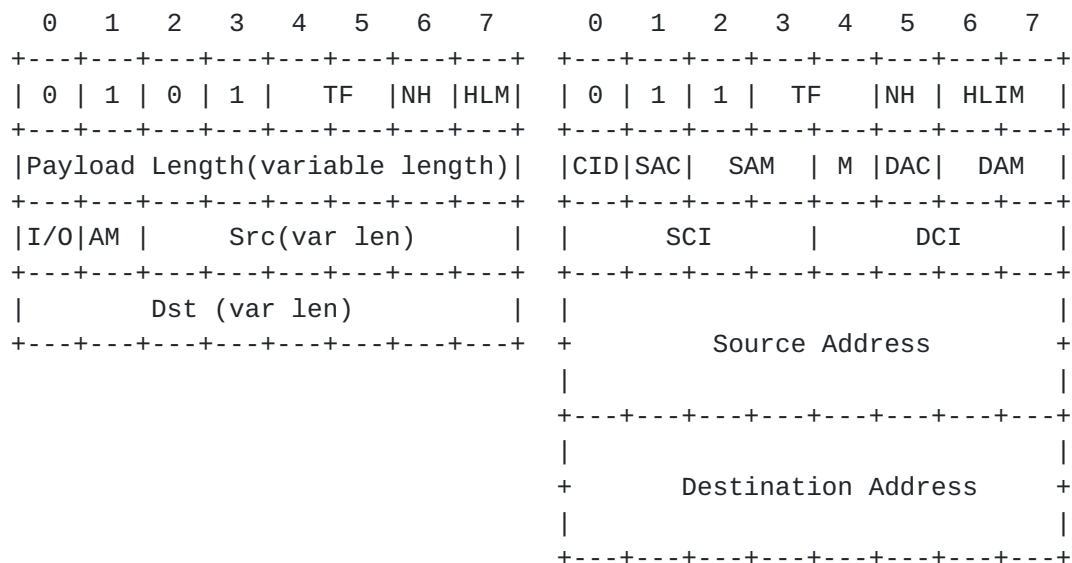 0   1   2   3   4   5   6   7      0   1   2   3   4   5   6   7
+---+---+---+---+---+---+---+---+  +---+---+---+---+---+---+---+---+
| 0 | 1 | 0 | 1 |   TF  |NH |HLM|  | 0 | 1 | 1 |  TF   |NH | HLIM  |
+---+---+---+---+---+---+---+---+  +---+---+---+---+---+---+---+---+
|Payload Length(variable length)|  |CID|SAC|  SAM  | M |DAC|  DAM  |
+---+---+---+---+---+---+---+---+  +---+---+---+---+---+---+---+---+
|I/O|AM |     Src(var len)      |  |      SCI      |      DCI      |
+---+---+---+---+---+---+---+---+  +---+---+---+---+---+---+---+---+
|        Dst (var len)          |  |                               |
+---+---+---+---+---+---+---+---+  +         Source Address        +
                                   |                               |
                                   +---+---+---+---+---+---+---+---+
                                   |                               |
                                   +       Destination Address     +
                                   |                               |
                                   +---+---+---+---+---+---+---+---+